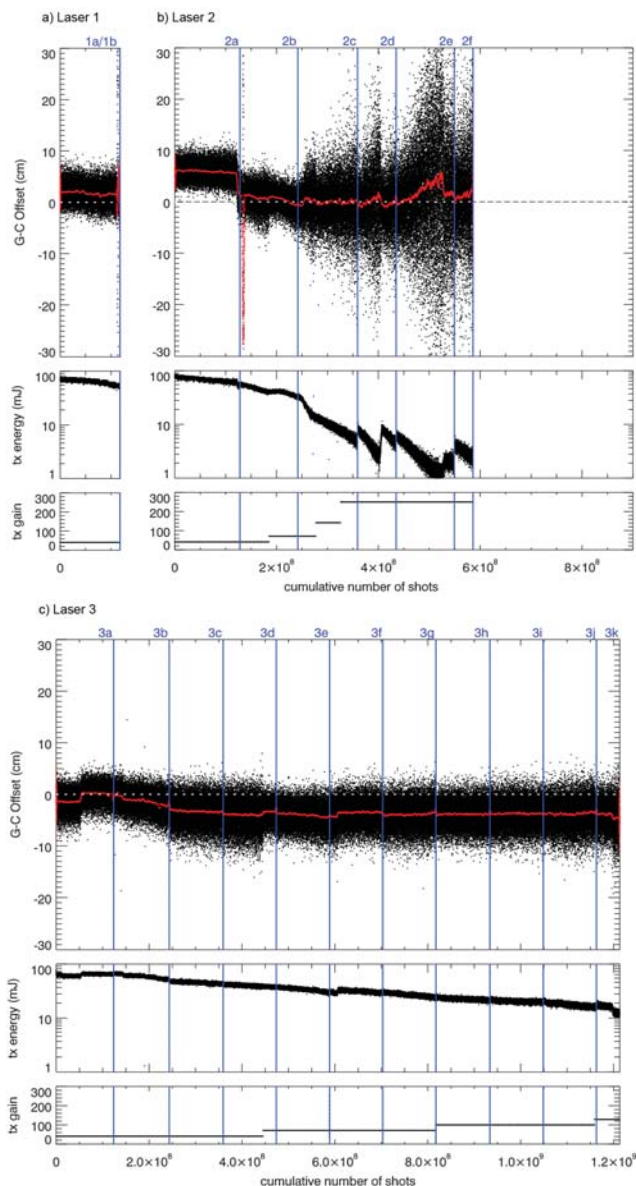 a) Laser 1
b) Laser 2
1a/1b
2a
2b
2c
2d
2e
2f
G-C Offset (cm)
30
20
10
0
-10
-20
-30
tx energy (mJ)
100
10
1
tx gain
300
200
100
0
0
0
2×10⁸
4×10⁸
6×10⁸
8×10⁸
cumulative number of shots
c) Laser 3
3a
3b
3c
3d
3e
3f
3g
3h
3i
3j
3k
G-C Offset (cm)
30
20
10
0
-10
-20
-30
tx energy (mJ)
100
10
1
tx gain
300
200
100
0
0
2.0×10⁸
4.0×10⁸
6.0×10⁸
8.0×10⁸
1.0×10⁹
1.2×10⁹
cumulative number of shots